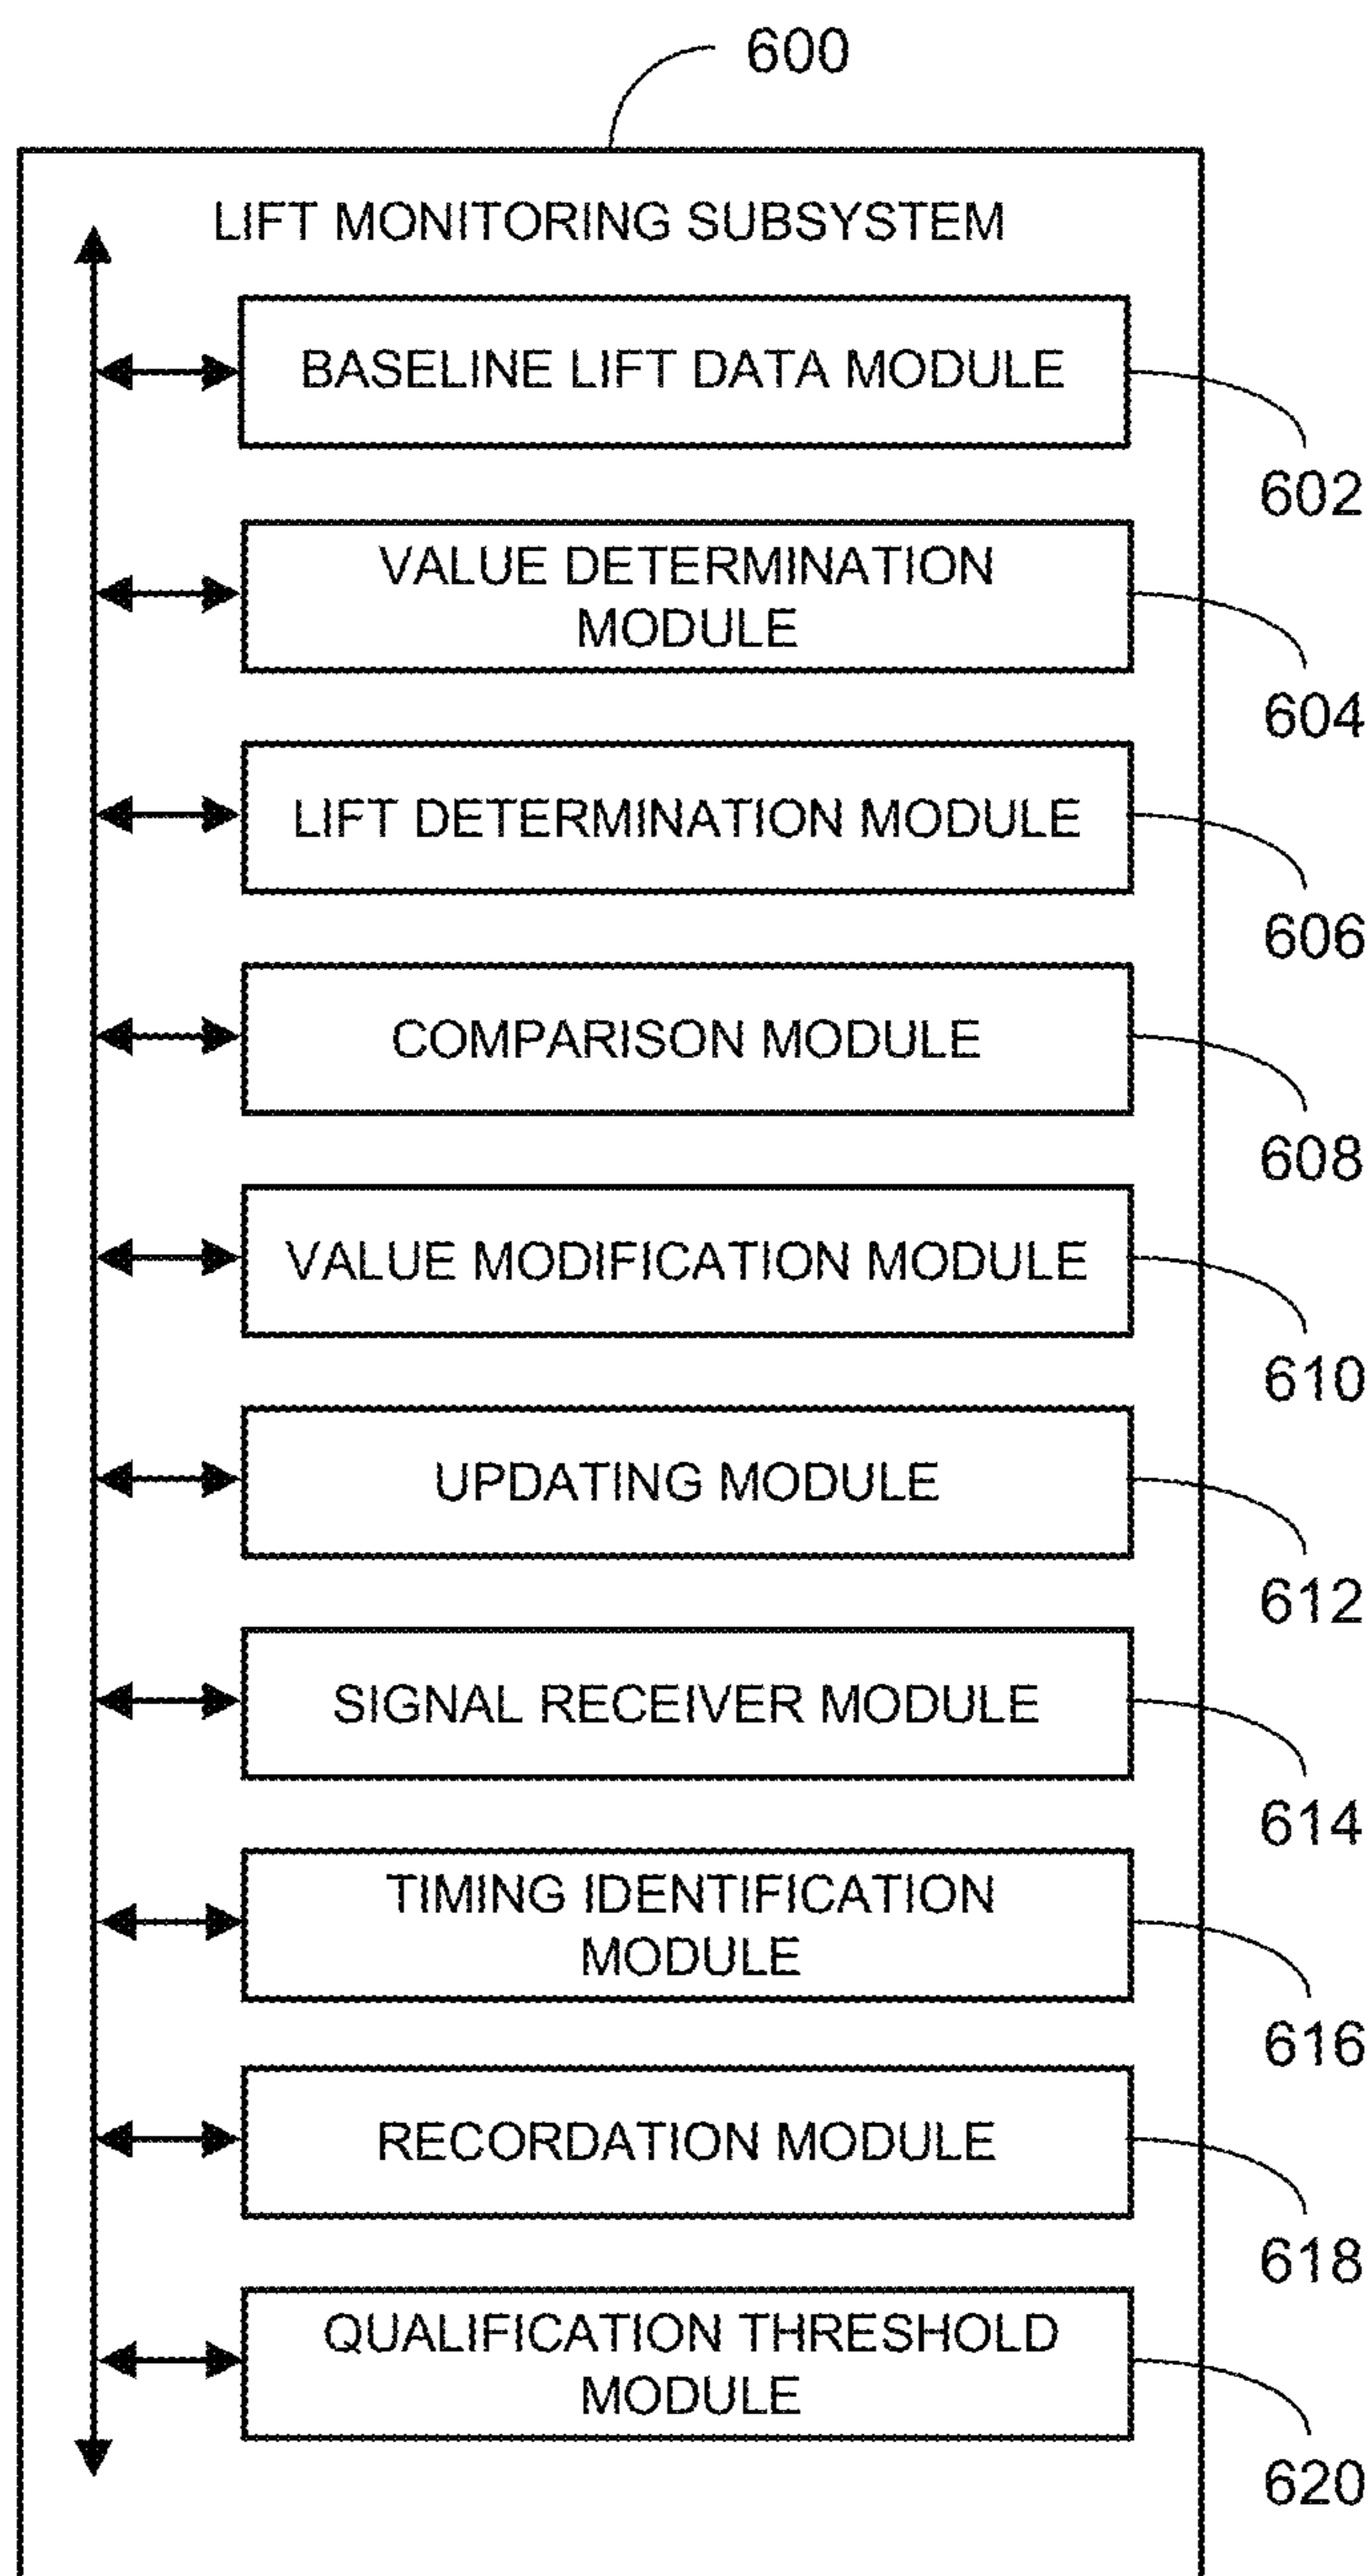 600
LIFT MONITORING SUBSYSTEM
BASELINE LIFT DATA MODULE
602
VALUE DETERMINATION
MODULE
604
LIFT DETERMINATION MODULE
606
COMPARISON MODULE
608
VALUE MODIFICATION MODULE
610
UPDATING MODULE
612
SIGNAL RECEIVER MODULE
614
TIMING IDENTIFICATION
MODULE
616
RECORDATION MODULE
618
QUALIFICATION THRESHOLD
MODULE
620